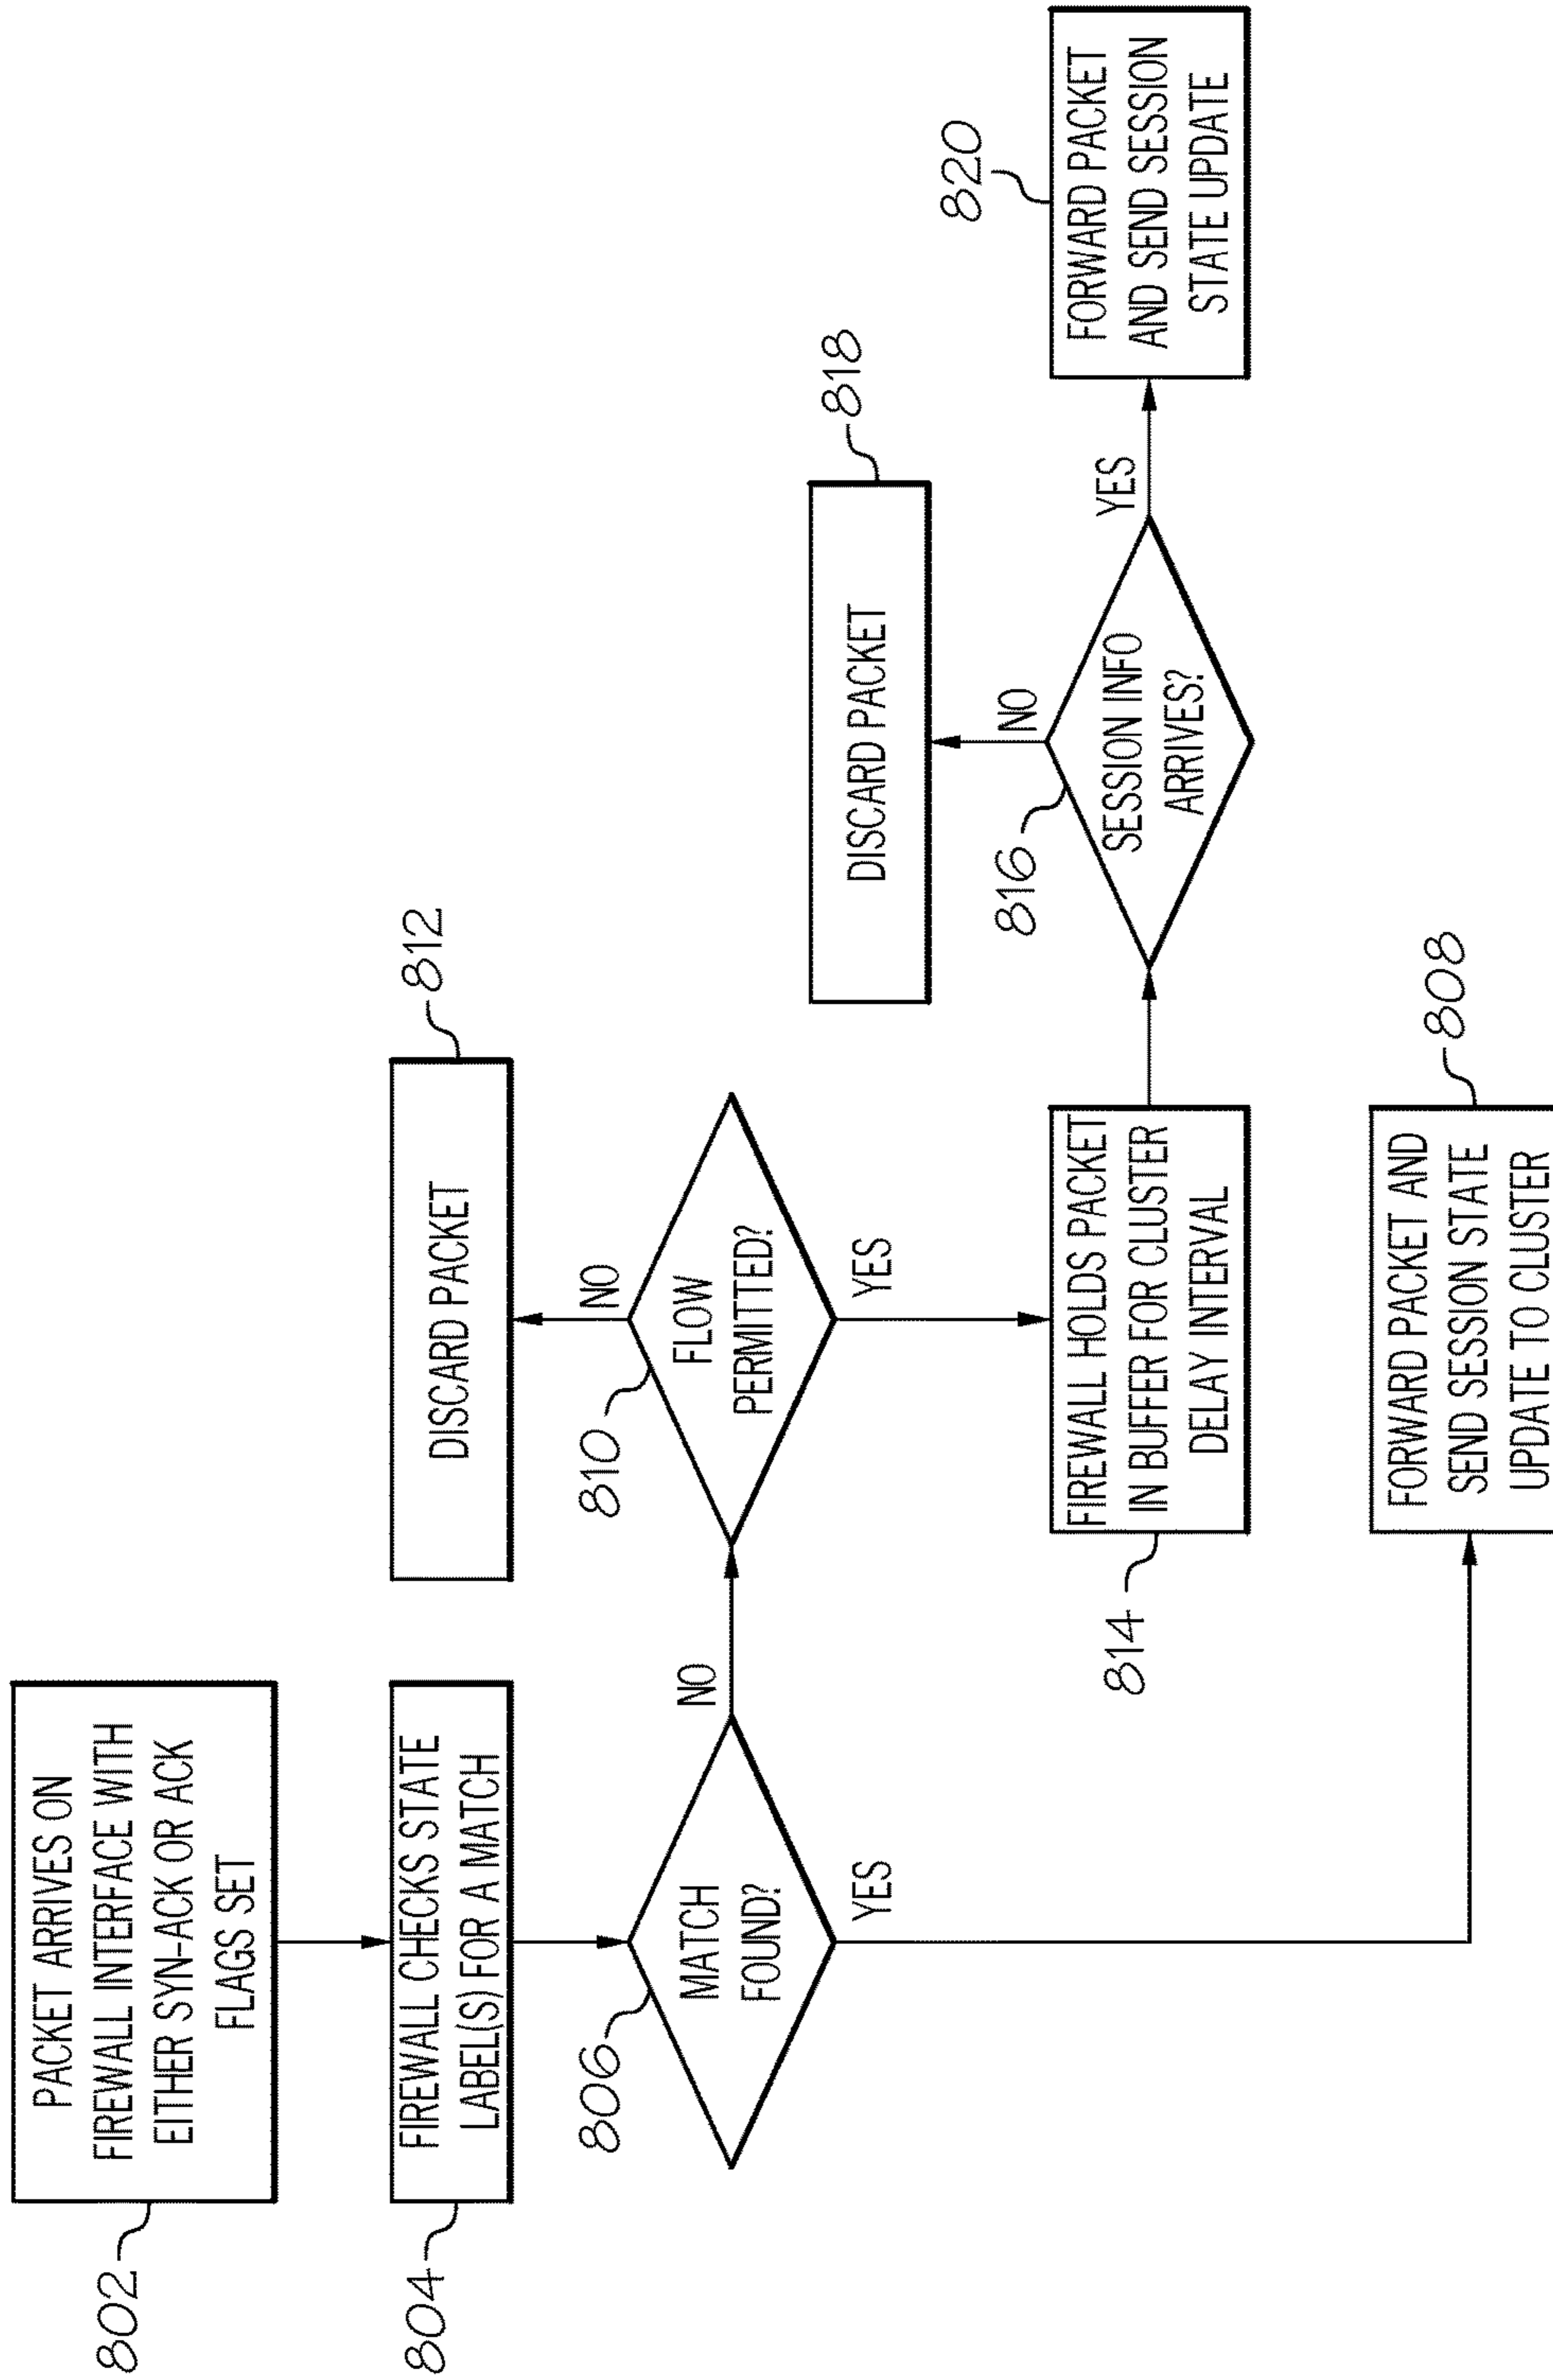 802
PACKET ARRIVES ON
FIREWALL INTERFACE WITH
EITHER SYN-ACK OR ACK
FLAGS SET
804
FIREWALL CHECKS STATE
LABEL(S) FOR A MATCH
806
MATCH
FOUND?
NO
YES
810
FLOW
PERMITTED?
NO
YES
812
DISCARD PACKET
814
FIREWALL HOLDS PACKET
IN BUFFER FOR CLUSTER
DELAY INTERVAL
816
SESSION INFO
ARRIVES?
NO
YES
818
DISCARD PACKET
820
FORWARD PACKET
AND SEND SESSION
STATE UPDATE
808
FORWARD PACKET AND
SEND SESSION STATE
UPDATE TO CLUSTER